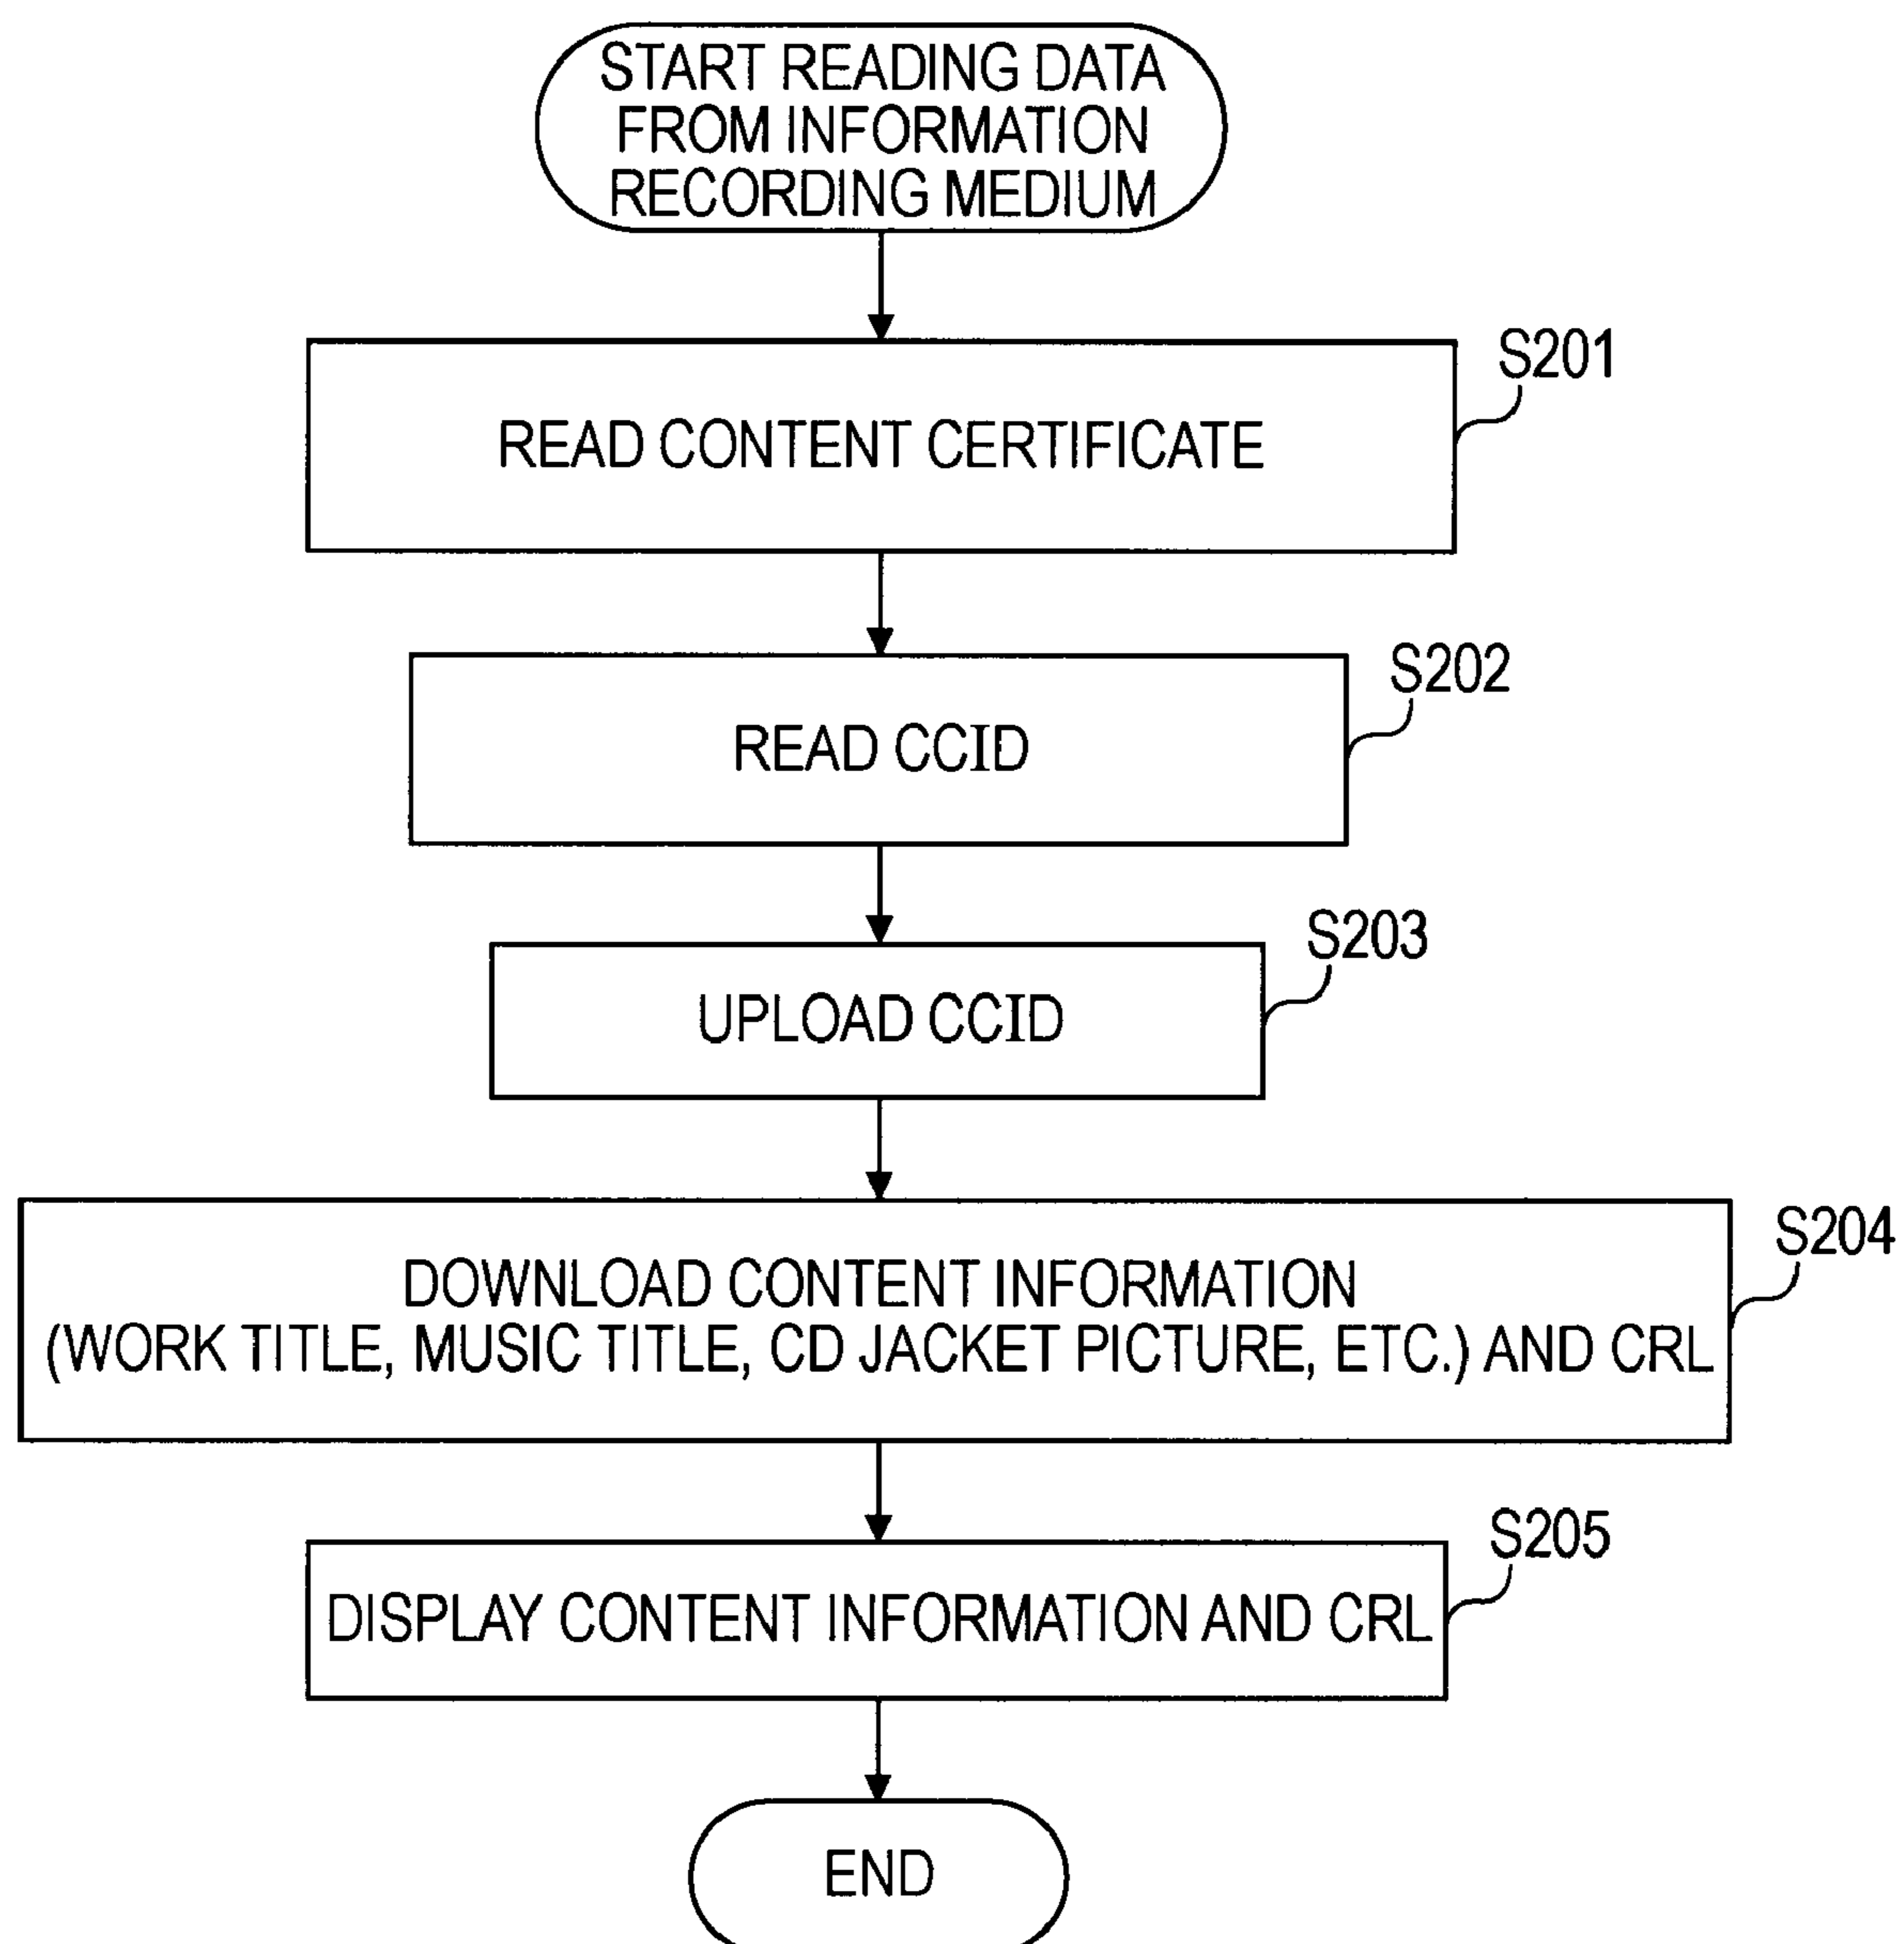 START READING DATA
FROM INFORMATION
RECORDING MEDIUM
S201
READ CONTENT CERTIFICATE
S202
READ CCID
S203
UPLOAD CCID
S204
DOWNLOAD CONTENT INFORMATION
(WORK TITLE, MUSIC TITLE, CD JACKET PICTURE, ETC.) AND CRL
S205
DISPLAY CONTENT INFORMATION AND CRL
END